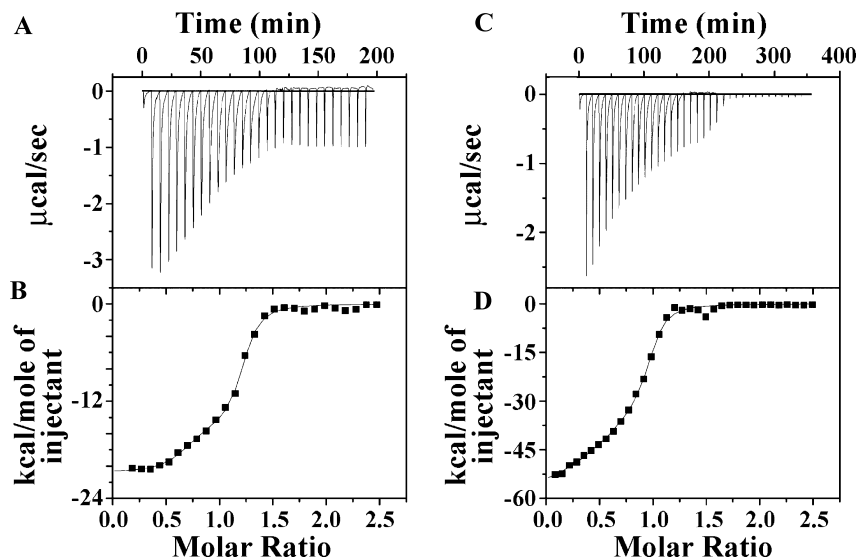 A
Time (min)
0 50 100 150 200
0
-1
-2
-3
μcal/sec
B
0
-12
-24
kcal/mole of
injectant
0.0 0.5 1.0 1.5 2.0 2.5
Molar Ratio
C
Time (min)
0 100 200 300 400
0
-1
-2
μcal/sec
D
0
-15
-30
-45
-60
kcal/mole of
injectant
0.0 0.5 1.0 1.5 2.0 2.5
Molar Ratio